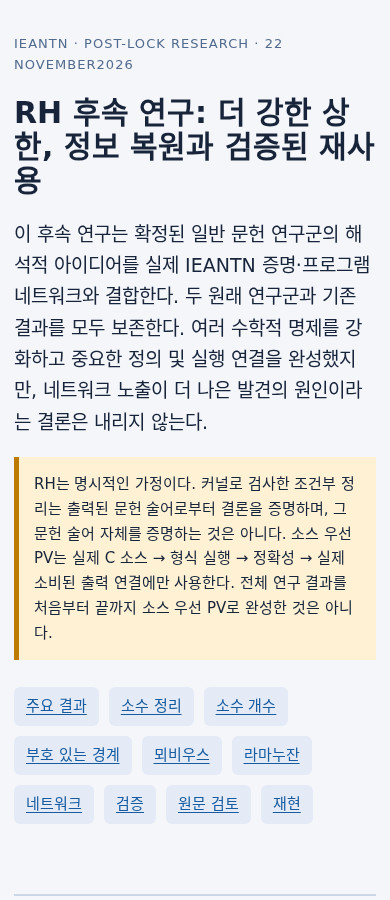 IEANTN · POST-LOCK RESEARCH · 22
NOVEMBER2026
RH 후속 연구: 더 강한 상
한, 정보 복원과 검증된 재사
용
이 후속 연구는 확정된 일반 문헌 연구군의 해
석적 아이디어를 실제 IEANTN 증명·프로그램
네트워크와 결합한다. 두 원래 연구군과 기존
결과를 모두 보존한다. 여러 수학적 명제를 강
화하고 중요한 정의 및 실행 연결을 완성했지
만, 네트워크 노출이 더 나은 발견의 원인이라
는 결론은 내리지 않는다.
RH는 명시적인 가정이다. 커널로 검사한 조건부 정
리는 출력된 문헌 술어로부터 결론을 증명하며, 그
문헌 술어 자체를 증명하는 것은 아니다. 소스 우선
PV는 실제 C 소스 → 형식 실행 → 정확성 → 실제
소비된 출력 연결에만 사용한다. 전체 연구 결과를
처음부터 끝까지 소스 우선 PV로 완성한 것은 아니
다.
주요 결과 소수 정리 소수 개수
부호 있는 경계 뫼비우스 라마누잔
네트워크 검증 원문 검토 재현